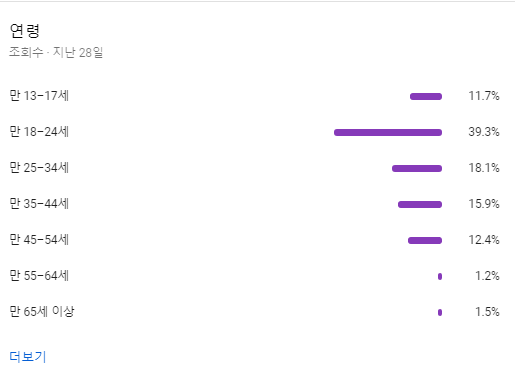 연령
조회수 · 지난 28일
만 13–17세 11.7%
만 18–24세 39.3%
만 25–34세 18.1%
만 35–44세 15.9%
만 45–54세 12.4%
만 55–64세 1.2%
만 65세 이상 1.5%
더보기